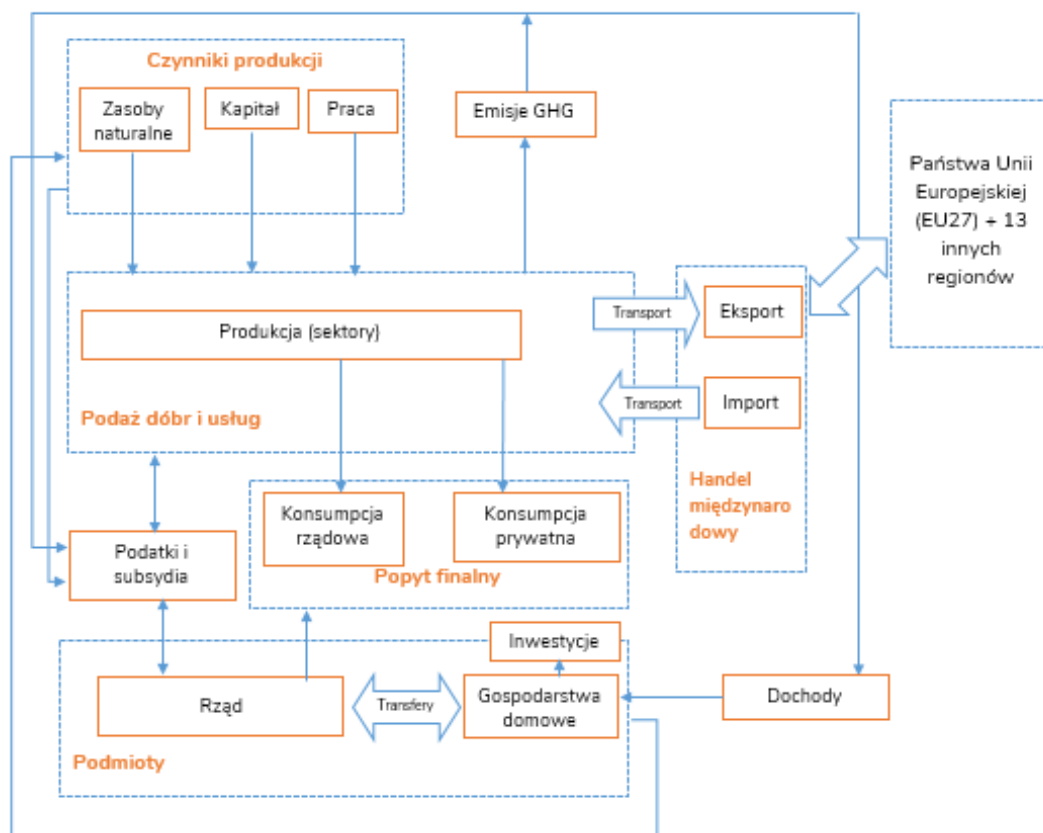 Czynniki produkcji
Zasoby
naturalne
Kapitał
Praca
Emisje GHG
Państwa Unii
Europejskiej
(EU27) + 13
innych
regionów
Produkcja (sektory)
Podaż dóbr i usług
Transport
Eksport
Transport
Import
Handel
międzynaro
dowy
Konsumpcja
rządowa
Konsumpcja
prywatna
Popyt finalny
Podatki i
subsydia
Inwestycje
Rząd
Transfery
Gospodarstwa
domowe
Dochody
Podmioty